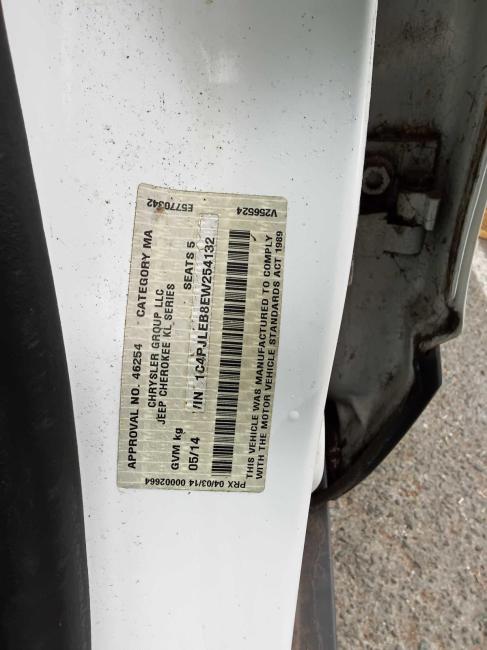 E5770342
V256524
APPROVAL NO. 46254 CATEGORY MA
CHRYSLER GROUP LLC
JEEP CHEROKEE KL SERIES
GVM kg SEATS 5
05/14 VIN 1C4PJLEB8EW254132
THIS VEHICLE WAS MANUFACTURED TO COMPLY
WITH THE MOTOR VEHICLE STANDARDS ACT 1989
PRX 04/03/14 00002664